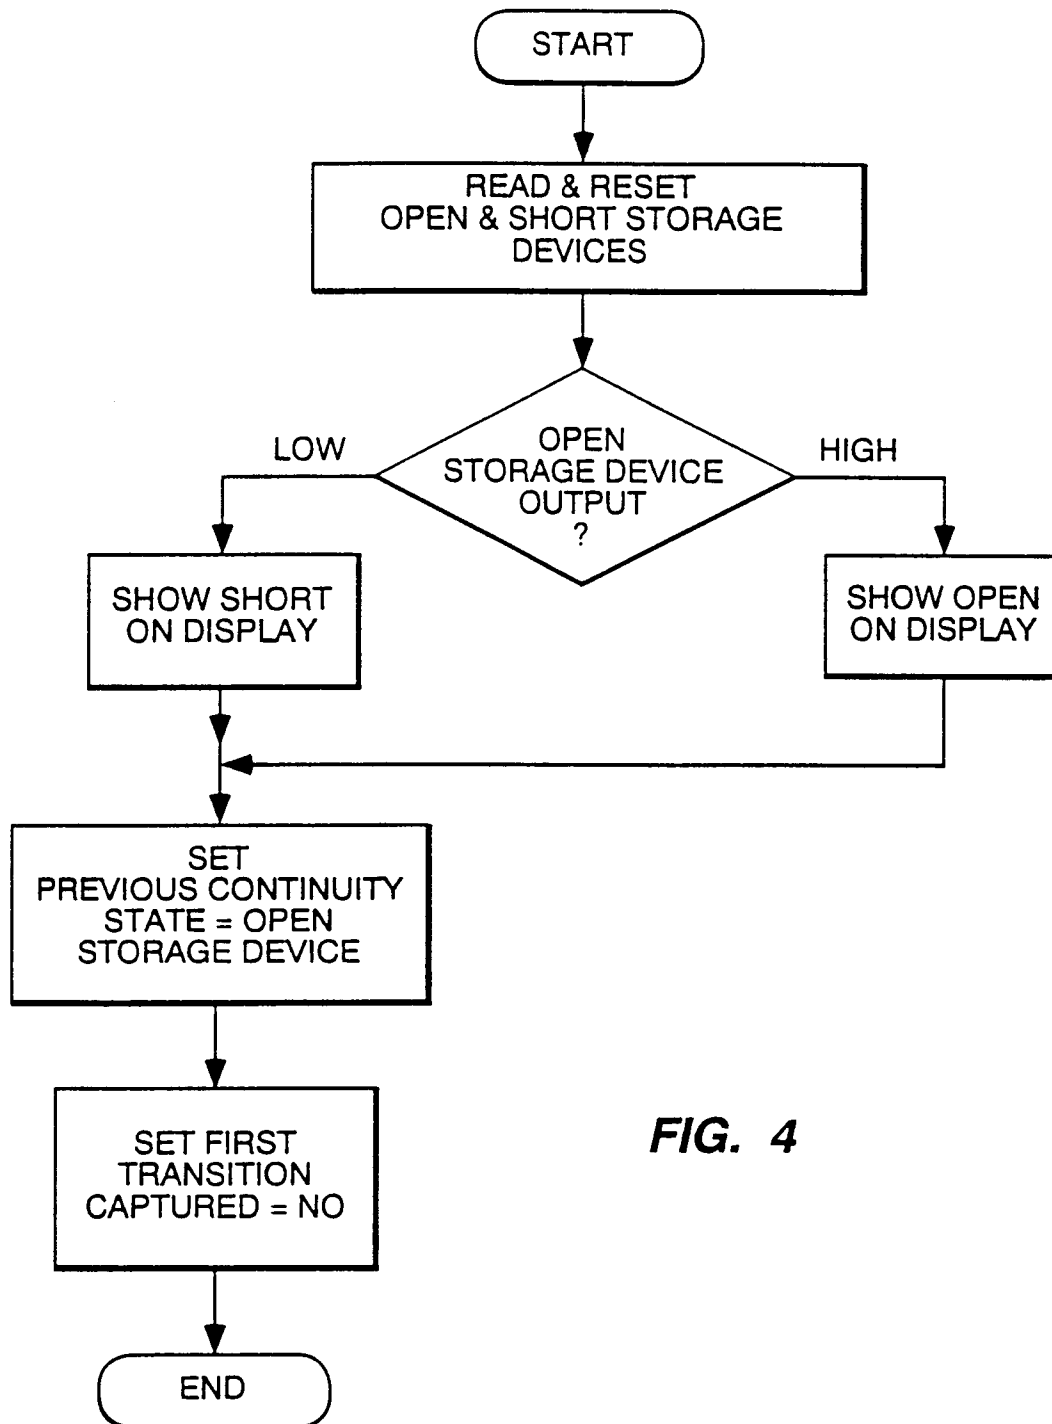 START
READ & RESET
OPEN & SHORT STORAGE
DEVICES
OPEN
STORAGE DEVICE
OUTPUT
?
LOW
HIGH
SHOW SHORT
ON DISPLAY
SHOW OPEN
ON DISPLAY
SET
PREVIOUS CONTINUITY
STATE = OPEN
STORAGE DEVICE
SET FIRST
TRANSITION
CAPTURED = NO
FIG. 4
END